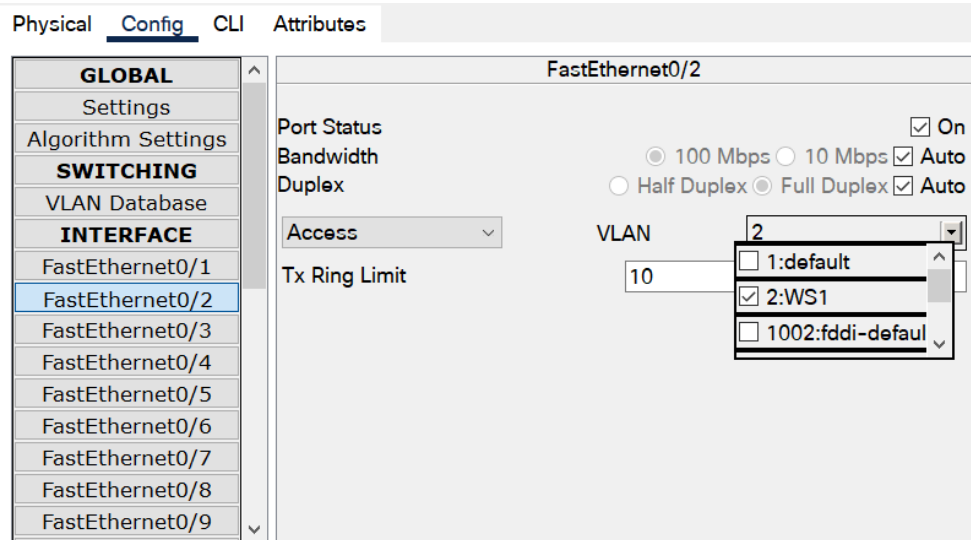 Physical Config CLI Attributes
GLOBAL
Settings
Algorithm Settings
SWITCHING
VLAN Database
INTERFACE
FastEthernet0/1
FastEthernet0/2
FastEthernet0/3
FastEthernet0/4
FastEthernet0/5
FastEthernet0/6
FastEthernet0/7
FastEthernet0/8
FastEthernet0/9
FastEthernet0/2
Port Status On
Bandwidth 100 Mbps 10 Mbps Auto
Duplex Half Duplex Full Duplex Auto
Access VLAN 2
1:default
2:WS1
1002:fddi-defaul
Tx Ring Limit 10